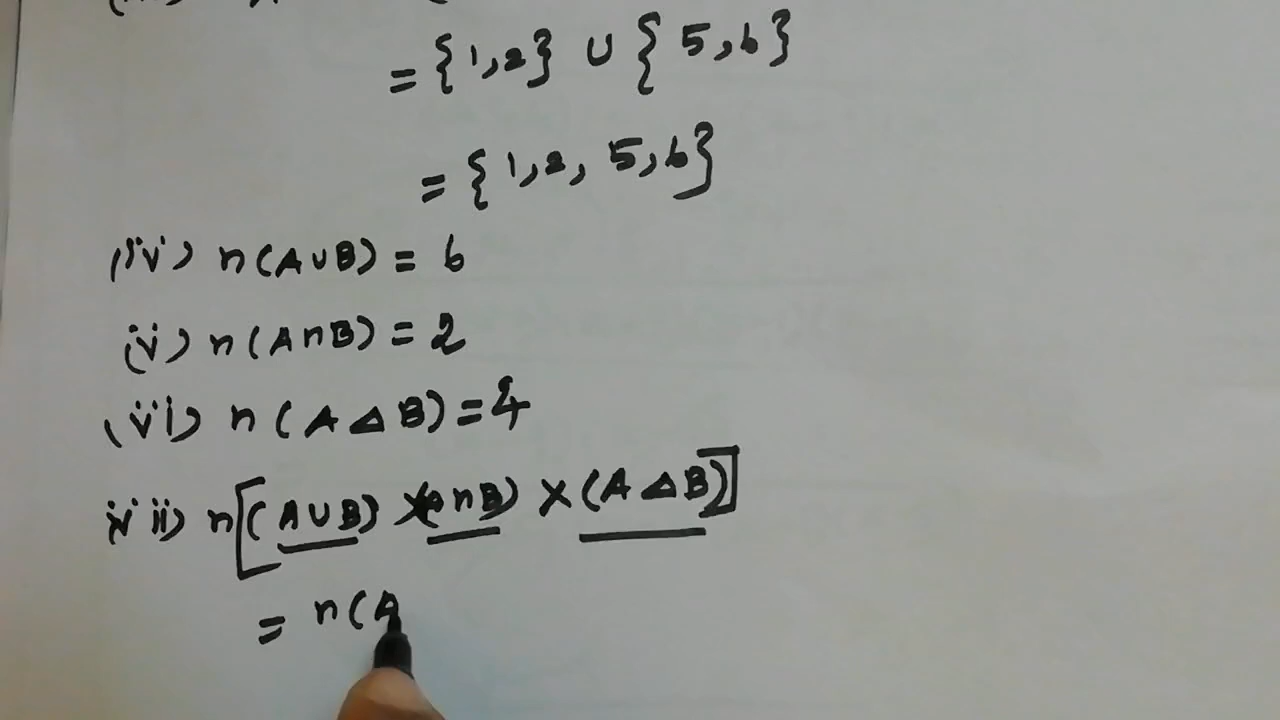 = {1,2} ∪ {5,6}
= {1,2, 5,6}
(iv) n(A∪B) = 6
(v) n(A∩B) = 2
(vi) n(A △ B) = 4
(vii) n[(A∪B) × (A∩B) × (A △ B)]
= n(A